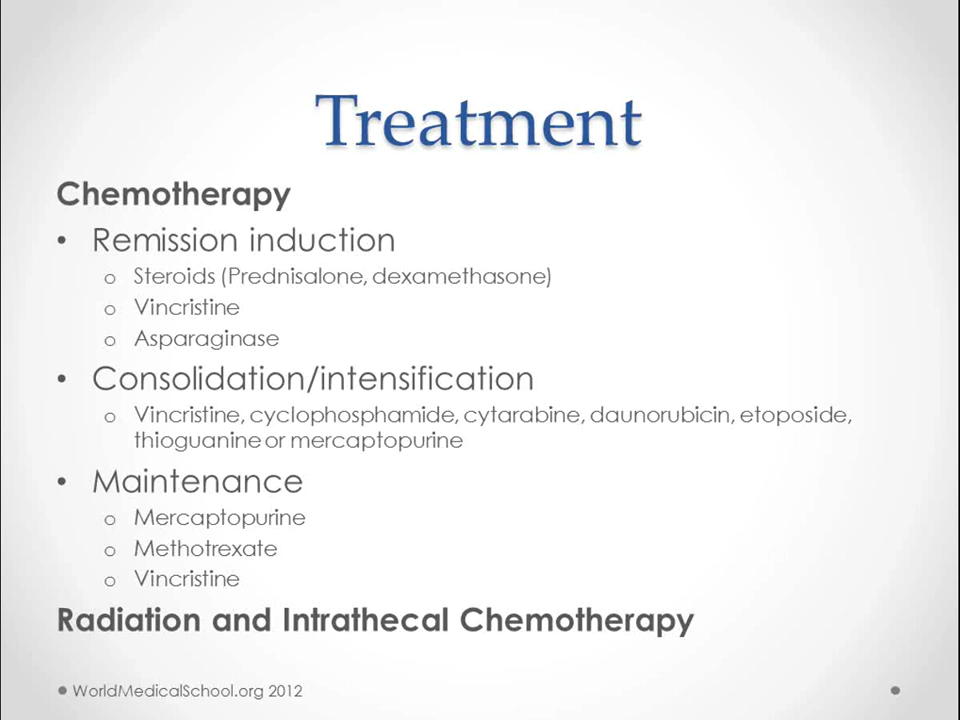 Treatment
Chemotherapy
• Remission induction
o Steroids (Prednisalone, dexamethasone)
o Vincristine
o Asparaginase
• Consolidation/intensification
o Vincristine, cyclophosphamide, cytarabine, daunorubicin, etoposide,
thioguanine or mercaptopurine
• Maintenance
o Mercaptopurine
o Methotrexate
o Vincristine
Radiation and Intrathecal Chemotherapy
WorldMedicalSchool.org 2012